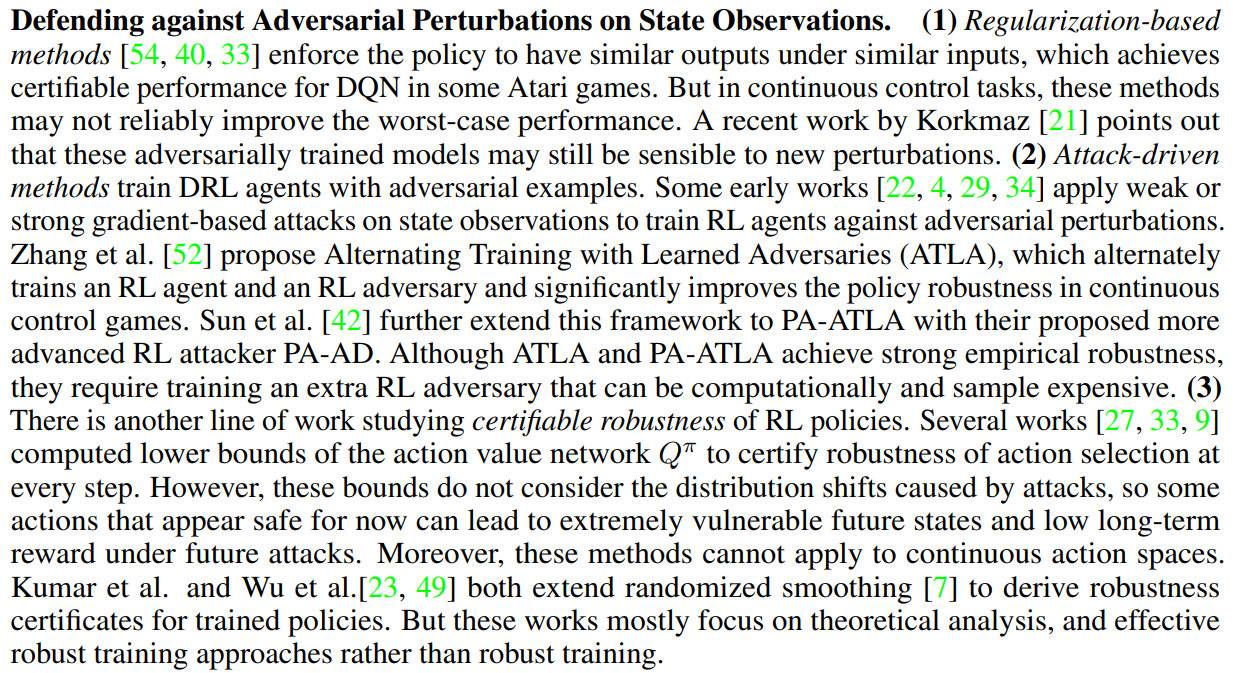 Defending against Adversarial Perturbations on State Observations. (1) Regularization-based
methods [54, 40, 33] enforce the policy to have similar outputs under similar inputs, which achieves
certifiable performance for DQN in some Atari games. But in continuous control tasks, these methods
may not reliably improve the worst-case performance. A recent work by Korkmaz [21] points out
that these adversarially trained models may still be sensible to new perturbations. (2) Attack-driven
methods train DRL agents with adversarial examples. Some early works [22, 4, 29, 34] apply weak or
strong gradient-based attacks on state observations to train RL agents against adversarial perturbations.
Zhang et al. [52] propose Alternating Training with Learned Adversaries (ATLA), which alternately
trains an RL agent and an RL adversary and significantly improves the policy robustness in continuous
control games. Sun et al. [42] further extend this framework to PA-ATLA with their proposed more
advanced RL attacker PA-AD. Although ATLA and PA-ATLA achieve strong empirical robustness,
they require training an extra RL adversary that can be computationally and sample expensive. (3)
There is another line of work studying certifiable robustness of RL policies. Several works [27, 33, 9]
computed lower bounds of the action value network Q^π to certify robustness of action selection at
every step. However, these bounds do not consider the distribution shifts caused by attacks, so some
actions that appear safe for now can lead to extremely vulnerable future states and low long-term
reward under future attacks. Moreover, these methods cannot apply to continuous action spaces.
Kumar et al. and Wu et al.[23, 49] both extend randomized smoothing [7] to derive robustness
certificates for trained policies. But these works mostly focus on theoretical analysis, and effective
robust training approaches rather than robust training.